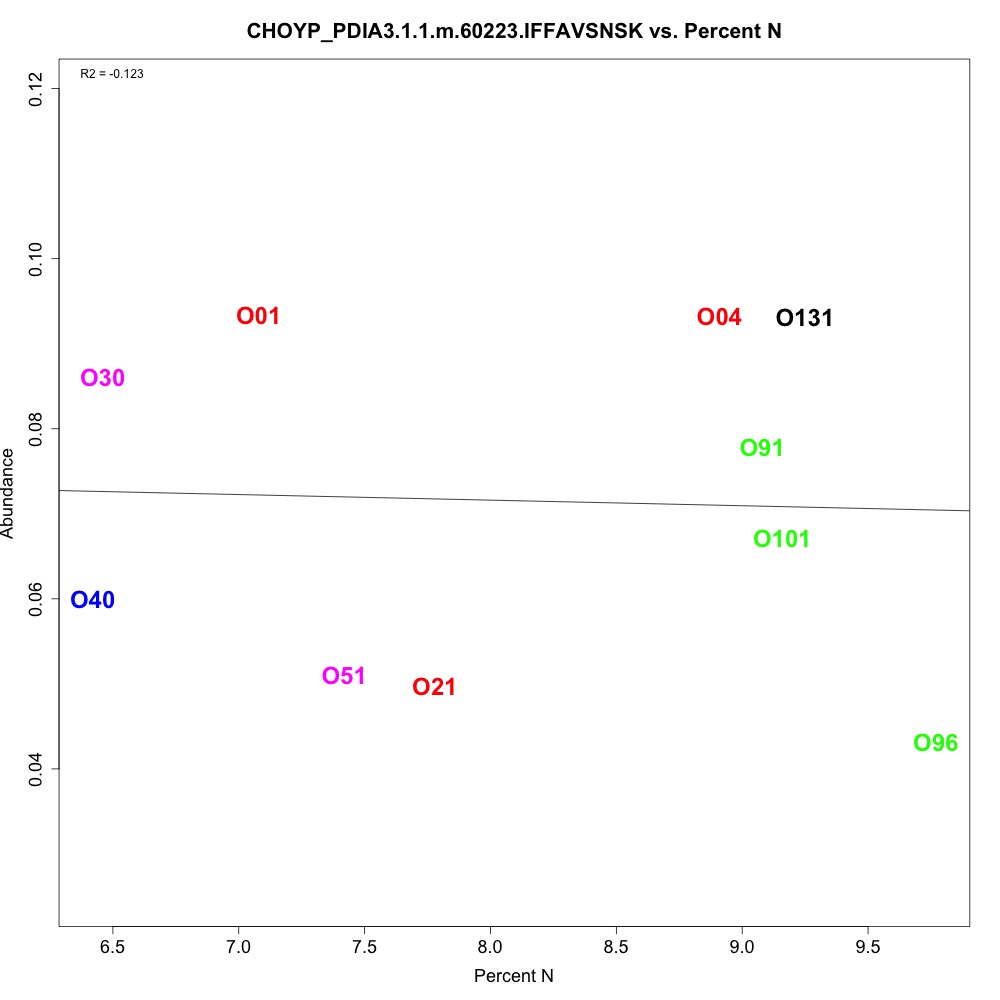 CHOYP_PDIA3.1.1.m.60223.IFFAVSNSK vs. Percent N
R2 = -0.123
0.12
0.10
O01
O04
O131
O30
0.08
O91
Abundance
O101
0.06
O40
O51
O21
O96
0.04
6.5 7.0 7.5 8.0 8.5 9.0 9.5
Percent N